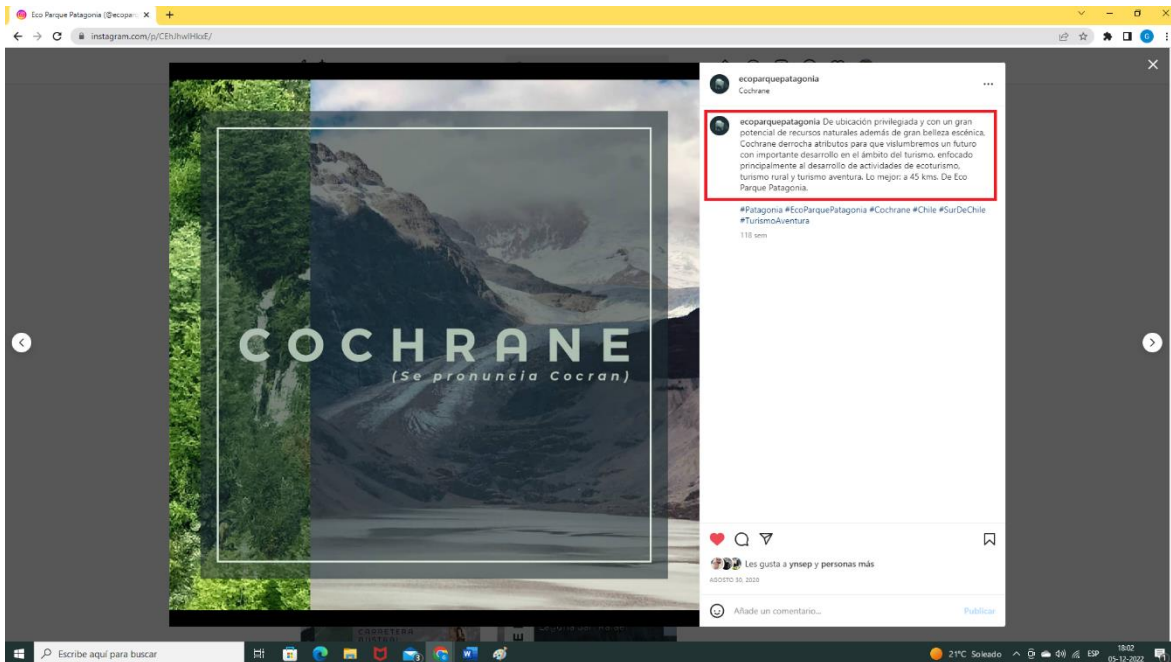 Eco Parque Patagonia (@ecoparq
instagram.com/p/CEhJhwlHkxE/
COCHRANE
(Se pronuncia Cocran)
ecoparquepatagonia
Cochrane
ecoparquepatagonia De ubicación privilegiada y con un gran
potencial de recursos naturales además de gran belleza escénica,
Cochrane derrocha atributos para que vislumbremos un futuro
con importante desarrollo en el ámbito del turismo, enfocado
principalmente al desarrollo de actividades de ecoturismo,
turismo rural y turismo aventura. Lo mejor: a 45 kms. De Eco
Parque Patagonia.
#Patagonia #EcoParquePatagonia #Cochrane #Chile #SurDeChile
#TurismoAventura
118 sem
Les gusta a ynsep y personas más
AGOSTO 30, 2020
Añade un comentario...
Publicar
CARRETERA
AUSTRAL
Escribe aquí para buscar
21°C Soleado
ESP
18:02
05-12-2022